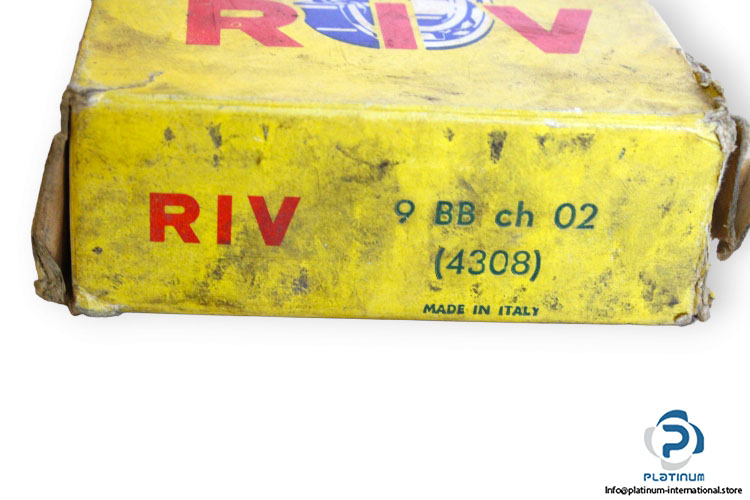 RIV
RIV
9 BB ch 02
(4308)
MADE IN ITALY
PLATINUM
Info@platinum-international.store